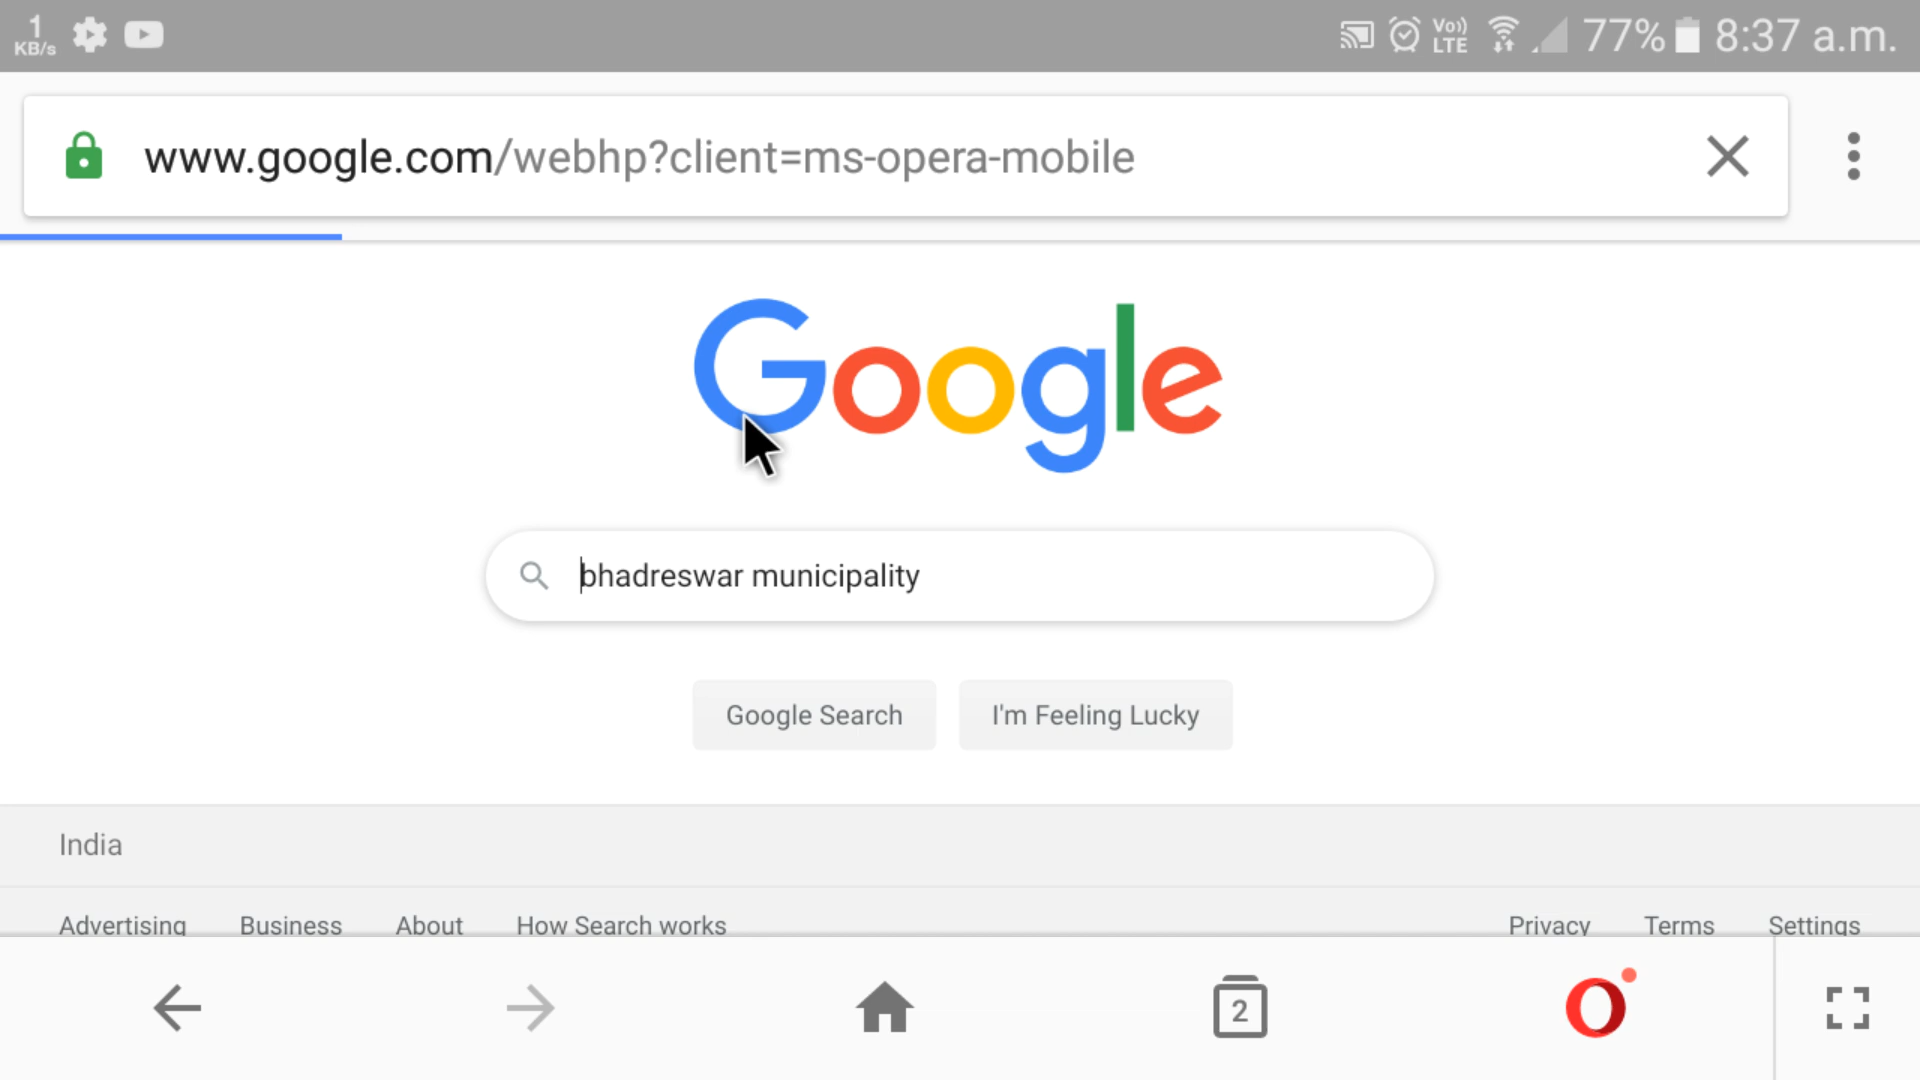 1
KB/s
Vo))
LTE
77%
8:37 a.m.
www.google.com/webhp?client=ms-opera-mobile
Google
bhadreswar municipality
Google Search
I'm Feeling Lucky
India
Advertising
Business
About
How Search works
Privacy
Terms
Settings
2